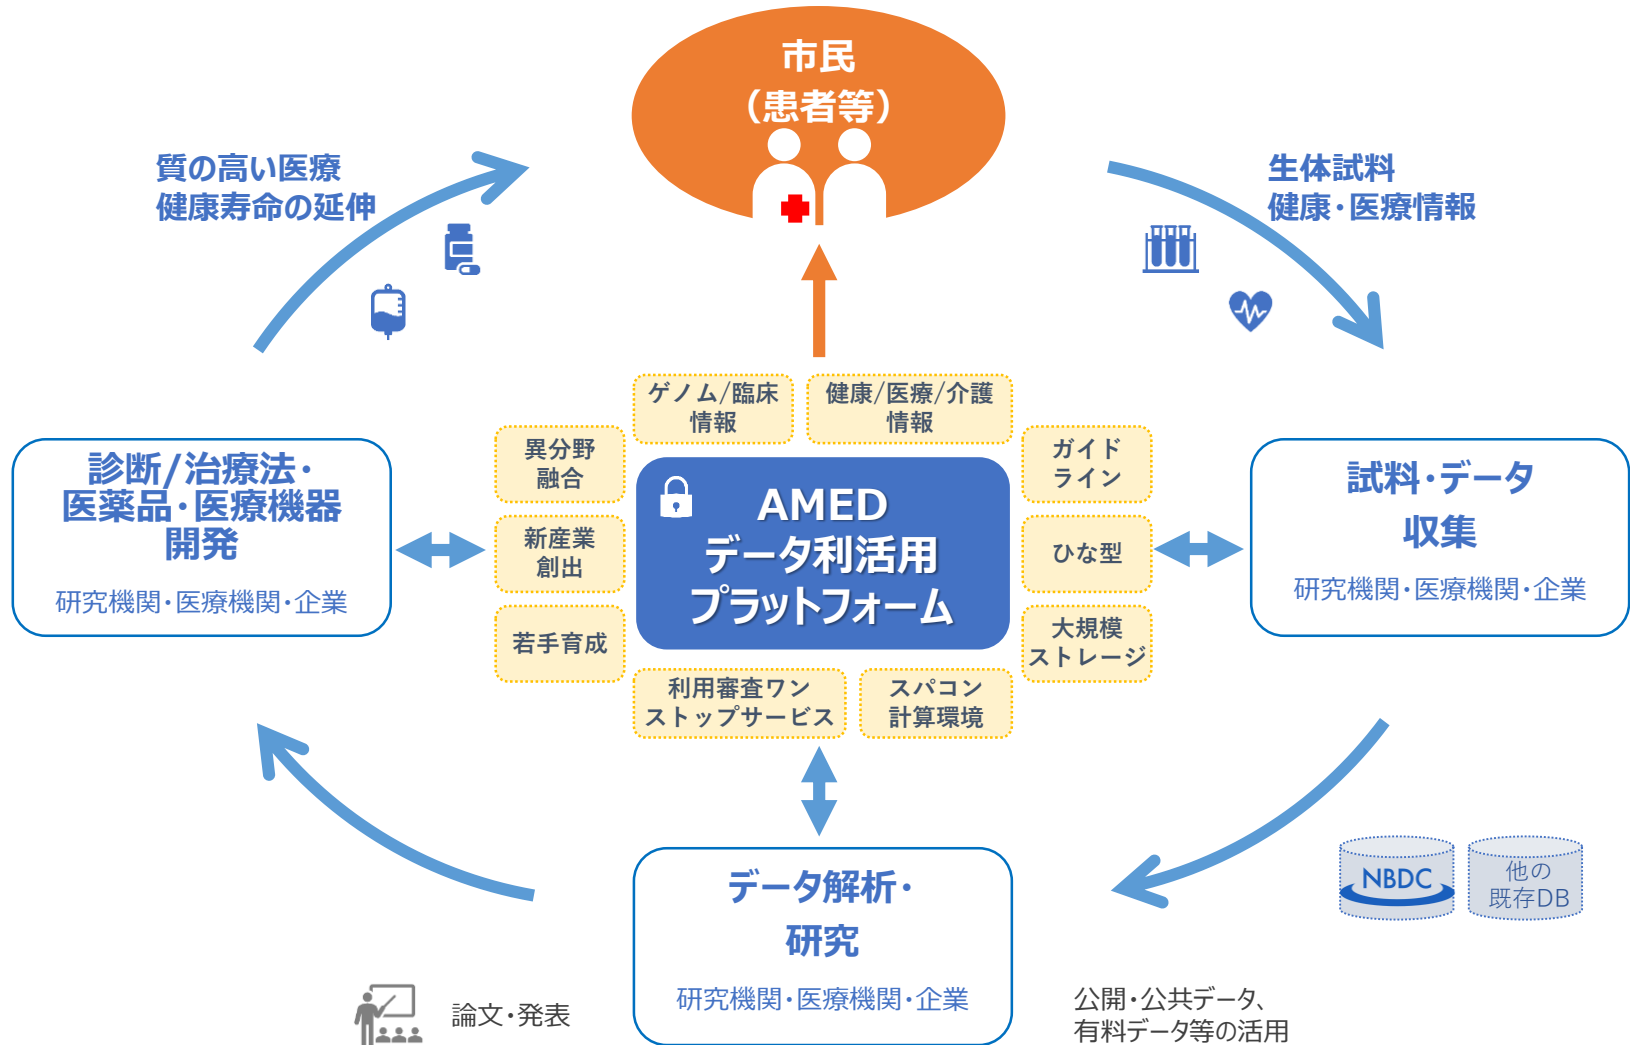 市民
（患者等）
質の高い医療
健康寿命の延伸
生体試料
健康・医療情報
ゲノム/臨床
情報
健康/医療/介護
情報
異分野
融合
新産業
創出
若手育成
AMED
データ利活用
プラットフォーム
ガイド
ライン
ひな型
大規模
ストレージ
利用審査ワン
ストップサービス
スパコン
計算環境
診断/治療法・
医薬品・医療機器
開発
研究機関・医療機関・企業
試料・データ
収集
研究機関・医療機関・企業
データ解析・
研究
研究機関・医療機関・企業
NBDC
他の
既存DB
論文・発表
公開・公共データ、
有料データ等の活用